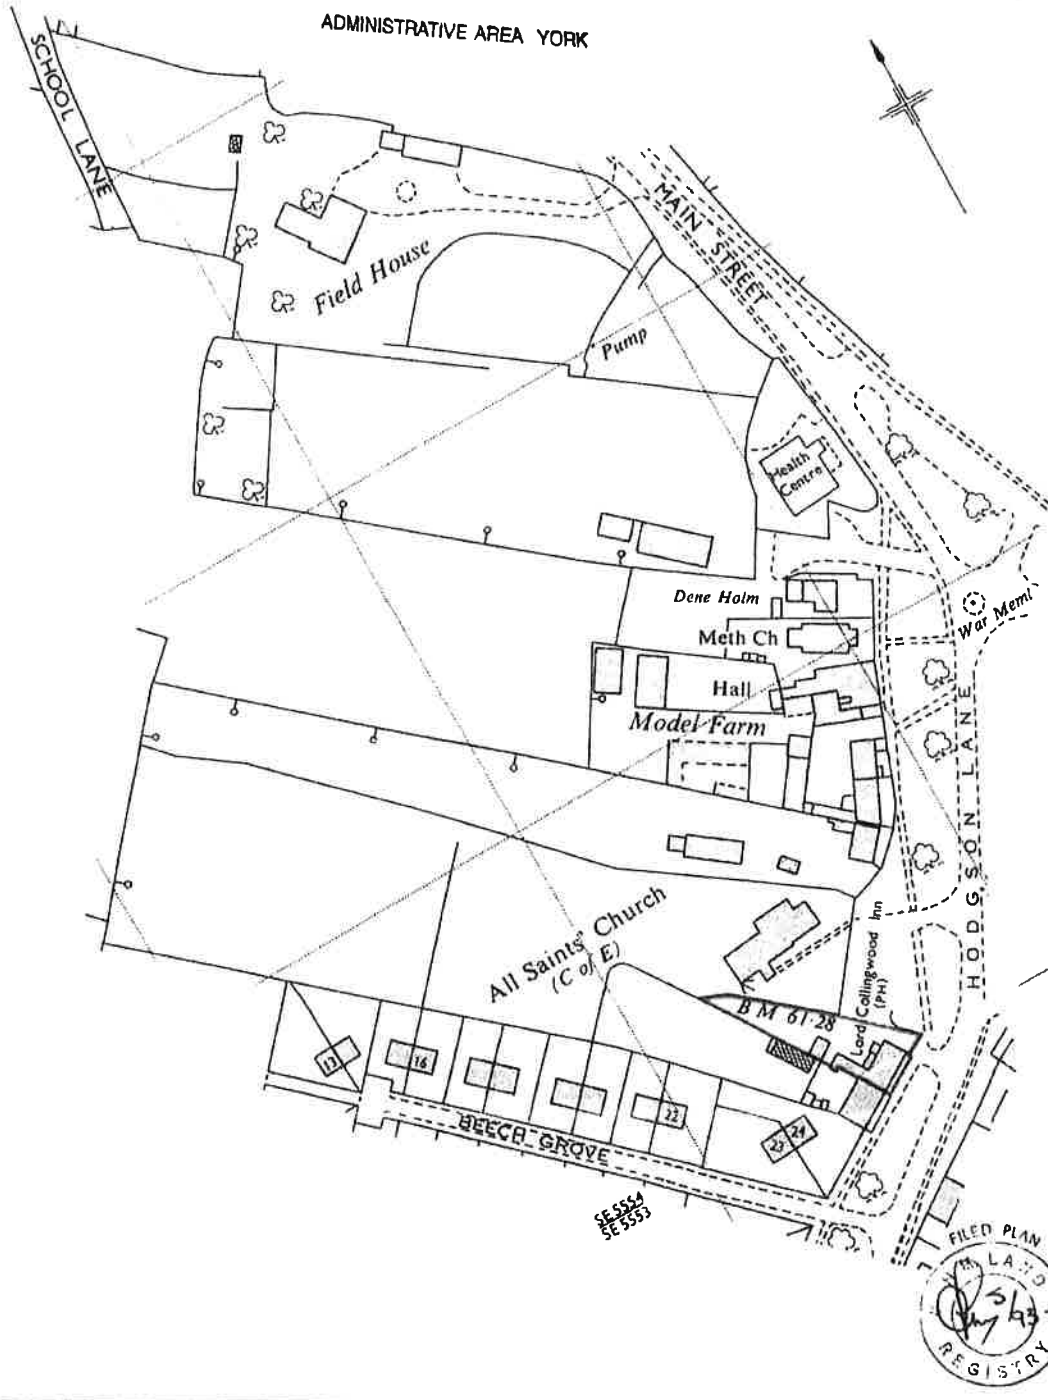 ADMINISTRATIVE AREA YORK
SCHOOL LANE
MAIN STREET
Field House
Pump
Health
Centre
Dene Holm
War Meml
Meth Ch
Hall
Model Farm
HODGSON LANE
All Saints' Church
(C of E)
Lord Collingwood Inn
(PH)
B M 61·28
13
16
22
23
24
BEECH GROVE
SE 5554
SE 5553
FILED PLAN
H M LAND
REGISTRY